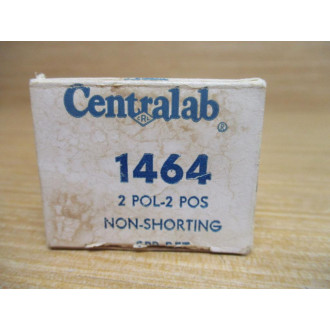 Centralab
®
1464
2 POL-2 POS
NON-SHORTING